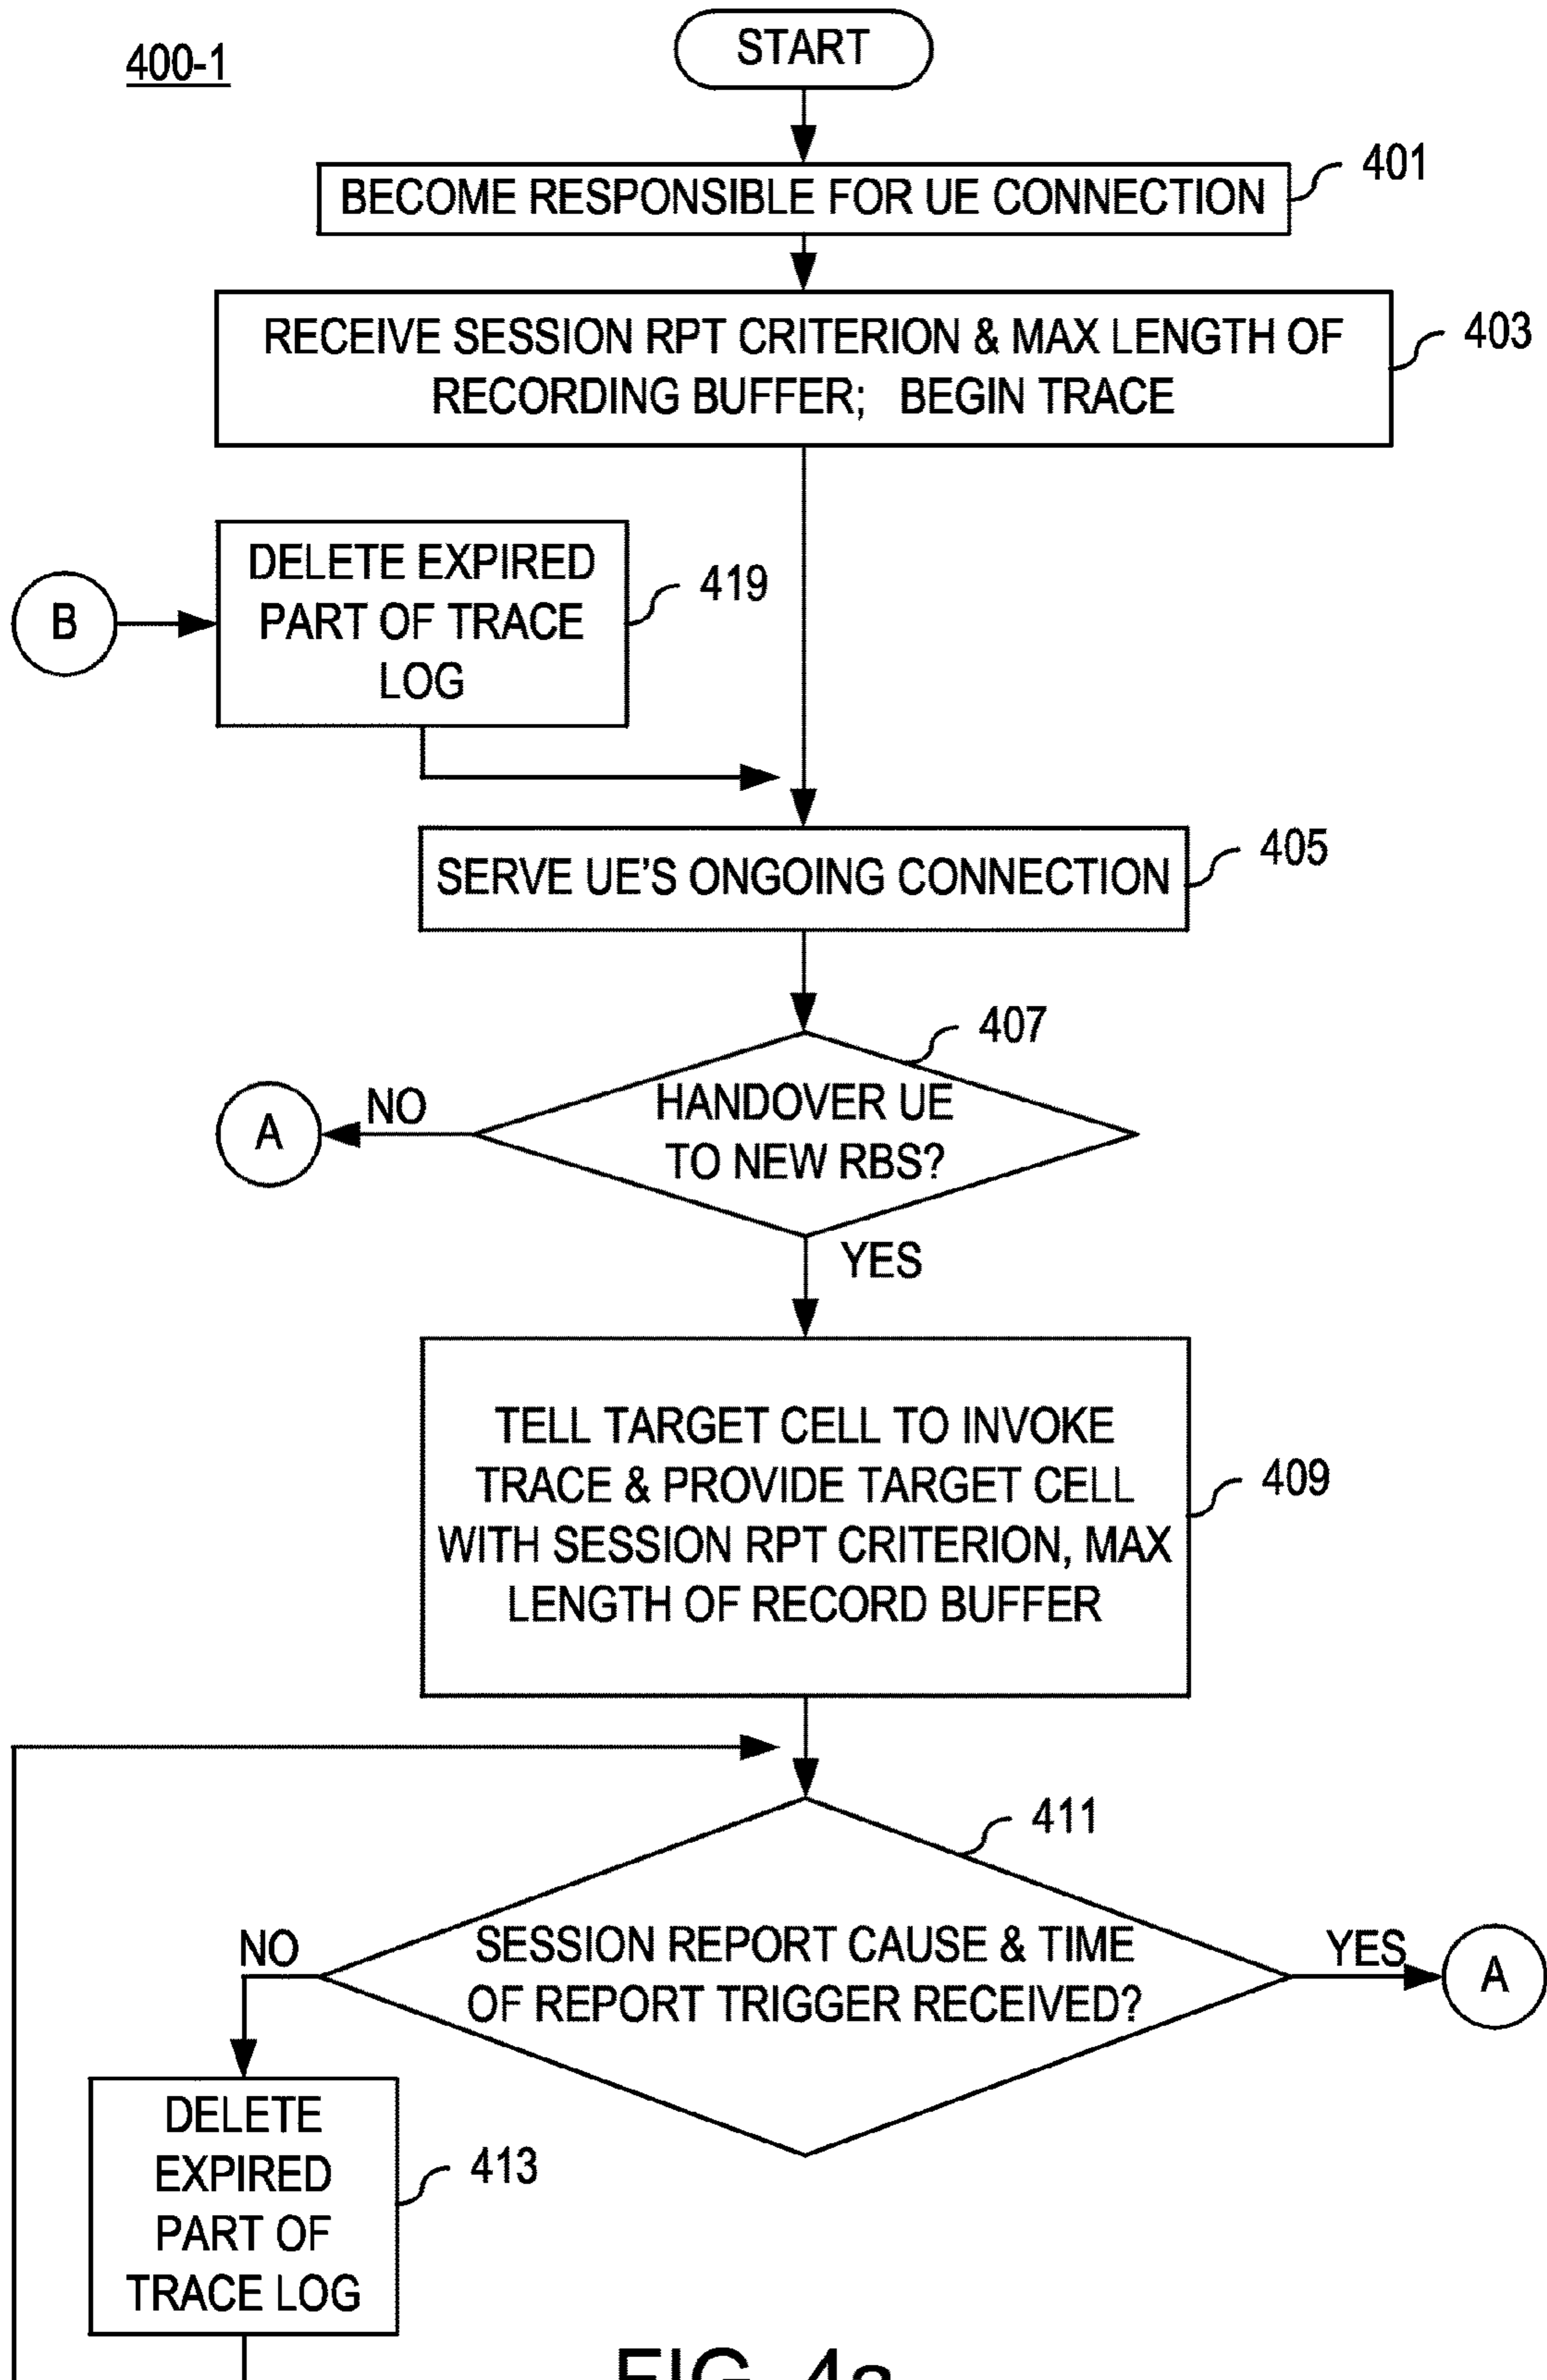 400-1
START
BECOME RESPONSIBLE FOR UE CONNECTION
401
RECEIVE SESSION RPT CRITERION & MAX LENGTH OF
RECORDING BUFFER; BEGIN TRACE
403
B
DELETE EXPIRED
PART OF TRACE
LOG
419
SERVE UE'S ONGOING CONNECTION
405
407
HANDOVER UE
TO NEW RBS?
NO
A
YES
TELL TARGET CELL TO INVOKE
TRACE & PROVIDE TARGET CELL
WITH SESSION RPT CRITERION, MAX
LENGTH OF RECORD BUFFER
409
411
SESSION REPORT CAUSE & TIME
OF REPORT TRIGGER RECEIVED?
NO
YES
A
DELETE
EXPIRED
PART OF
TRACE LOG
413
FIG. 4a